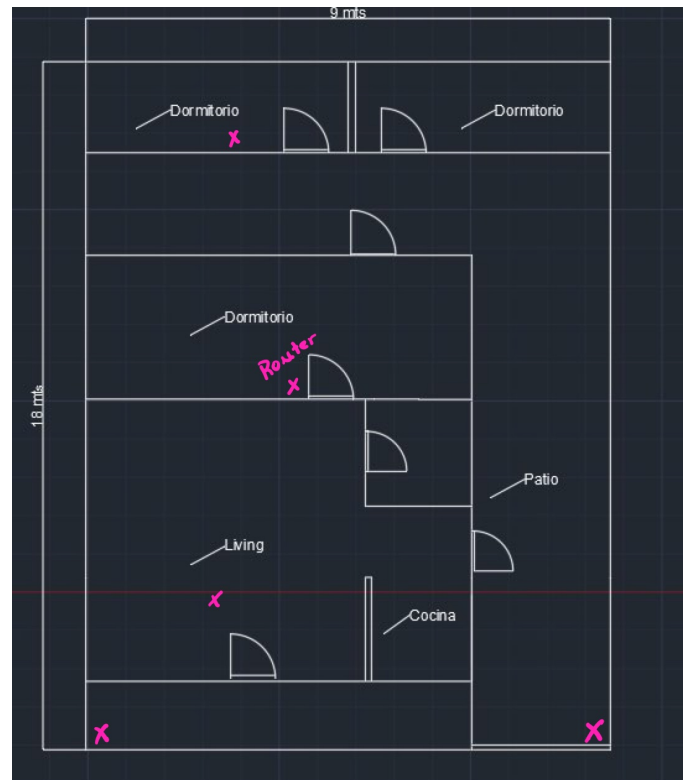 9 mts
Dormitorio
Dormitorio
Dormitorio
Router
18 mts
Patio
Living
Cocina